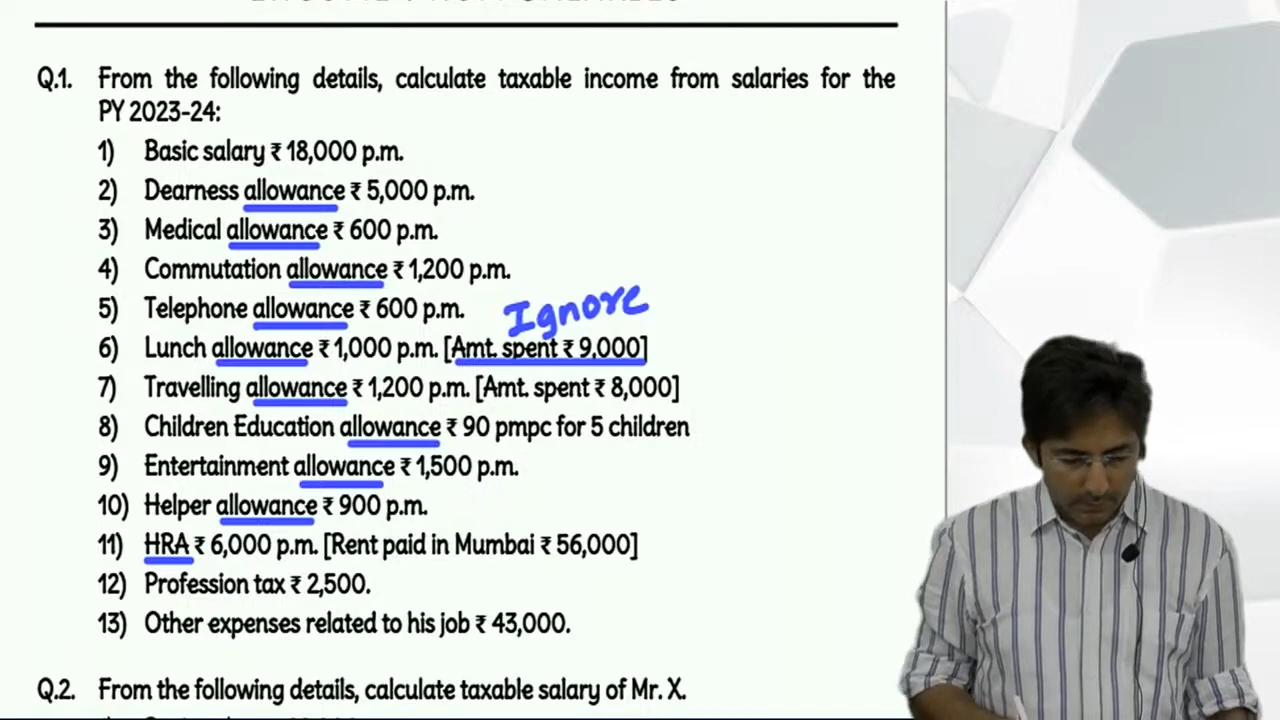 Q.1. From the following details, calculate taxable income from salaries for the
PY 2023-24:
1) Basic salary ₹ 18,000 p.m.
2) Dearness allowance ₹ 5,000 p.m.
3) Medical allowance ₹ 600 p.m.
4) Commutation allowance ₹ 1,200 p.m.
5) Telephone allowance ₹ 600 p.m.
Ignore
6) Lunch allowance ₹ 1,000 p.m. [Amt. spent ₹ 9,000]
7) Travelling allowance ₹ 1,200 p.m. [Amt. spent ₹ 8,000]
8) Children Education allowance ₹ 90 pmpc for 5 children
9) Entertainment allowance ₹ 1,500 p.m.
10) Helper allowance ₹ 900 p.m.
11) HRA ₹ 6,000 p.m. [Rent paid in Mumbai ₹ 56,000]
12) Profession tax ₹ 2,500.
13) Other expenses related to his job ₹ 43,000.
Q.2. From the following details, calculate taxable salary of Mr. X.